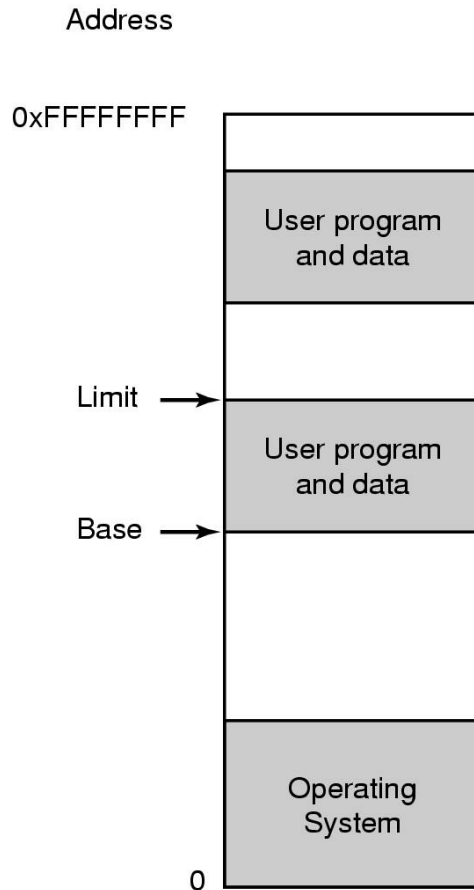 Address
0xFFFFFFFF
User program
and data
Limit
User program
and data
Base
Operating
System
0